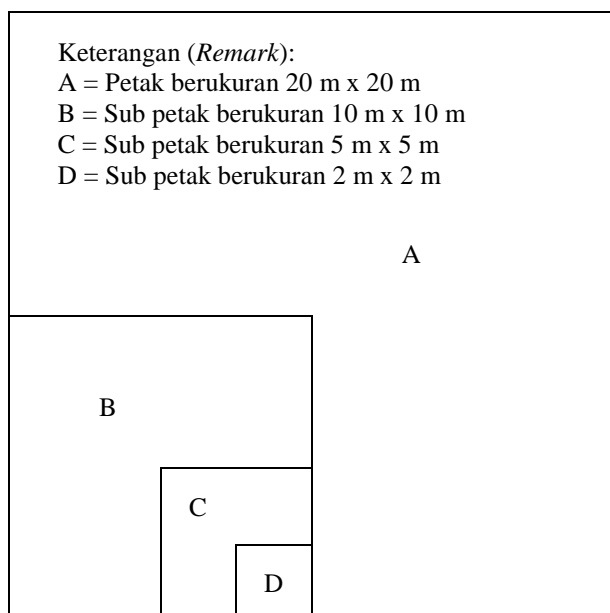 Keterangan (Remark):
A = Petak berukuran 20 m x 20 m
B = Sub petak berukuran 10 m x 10 m
C = Sub petak berukuran 5 m x 5 m
D = Sub petak berukuran 2 m x 2 m
A
B
C
D